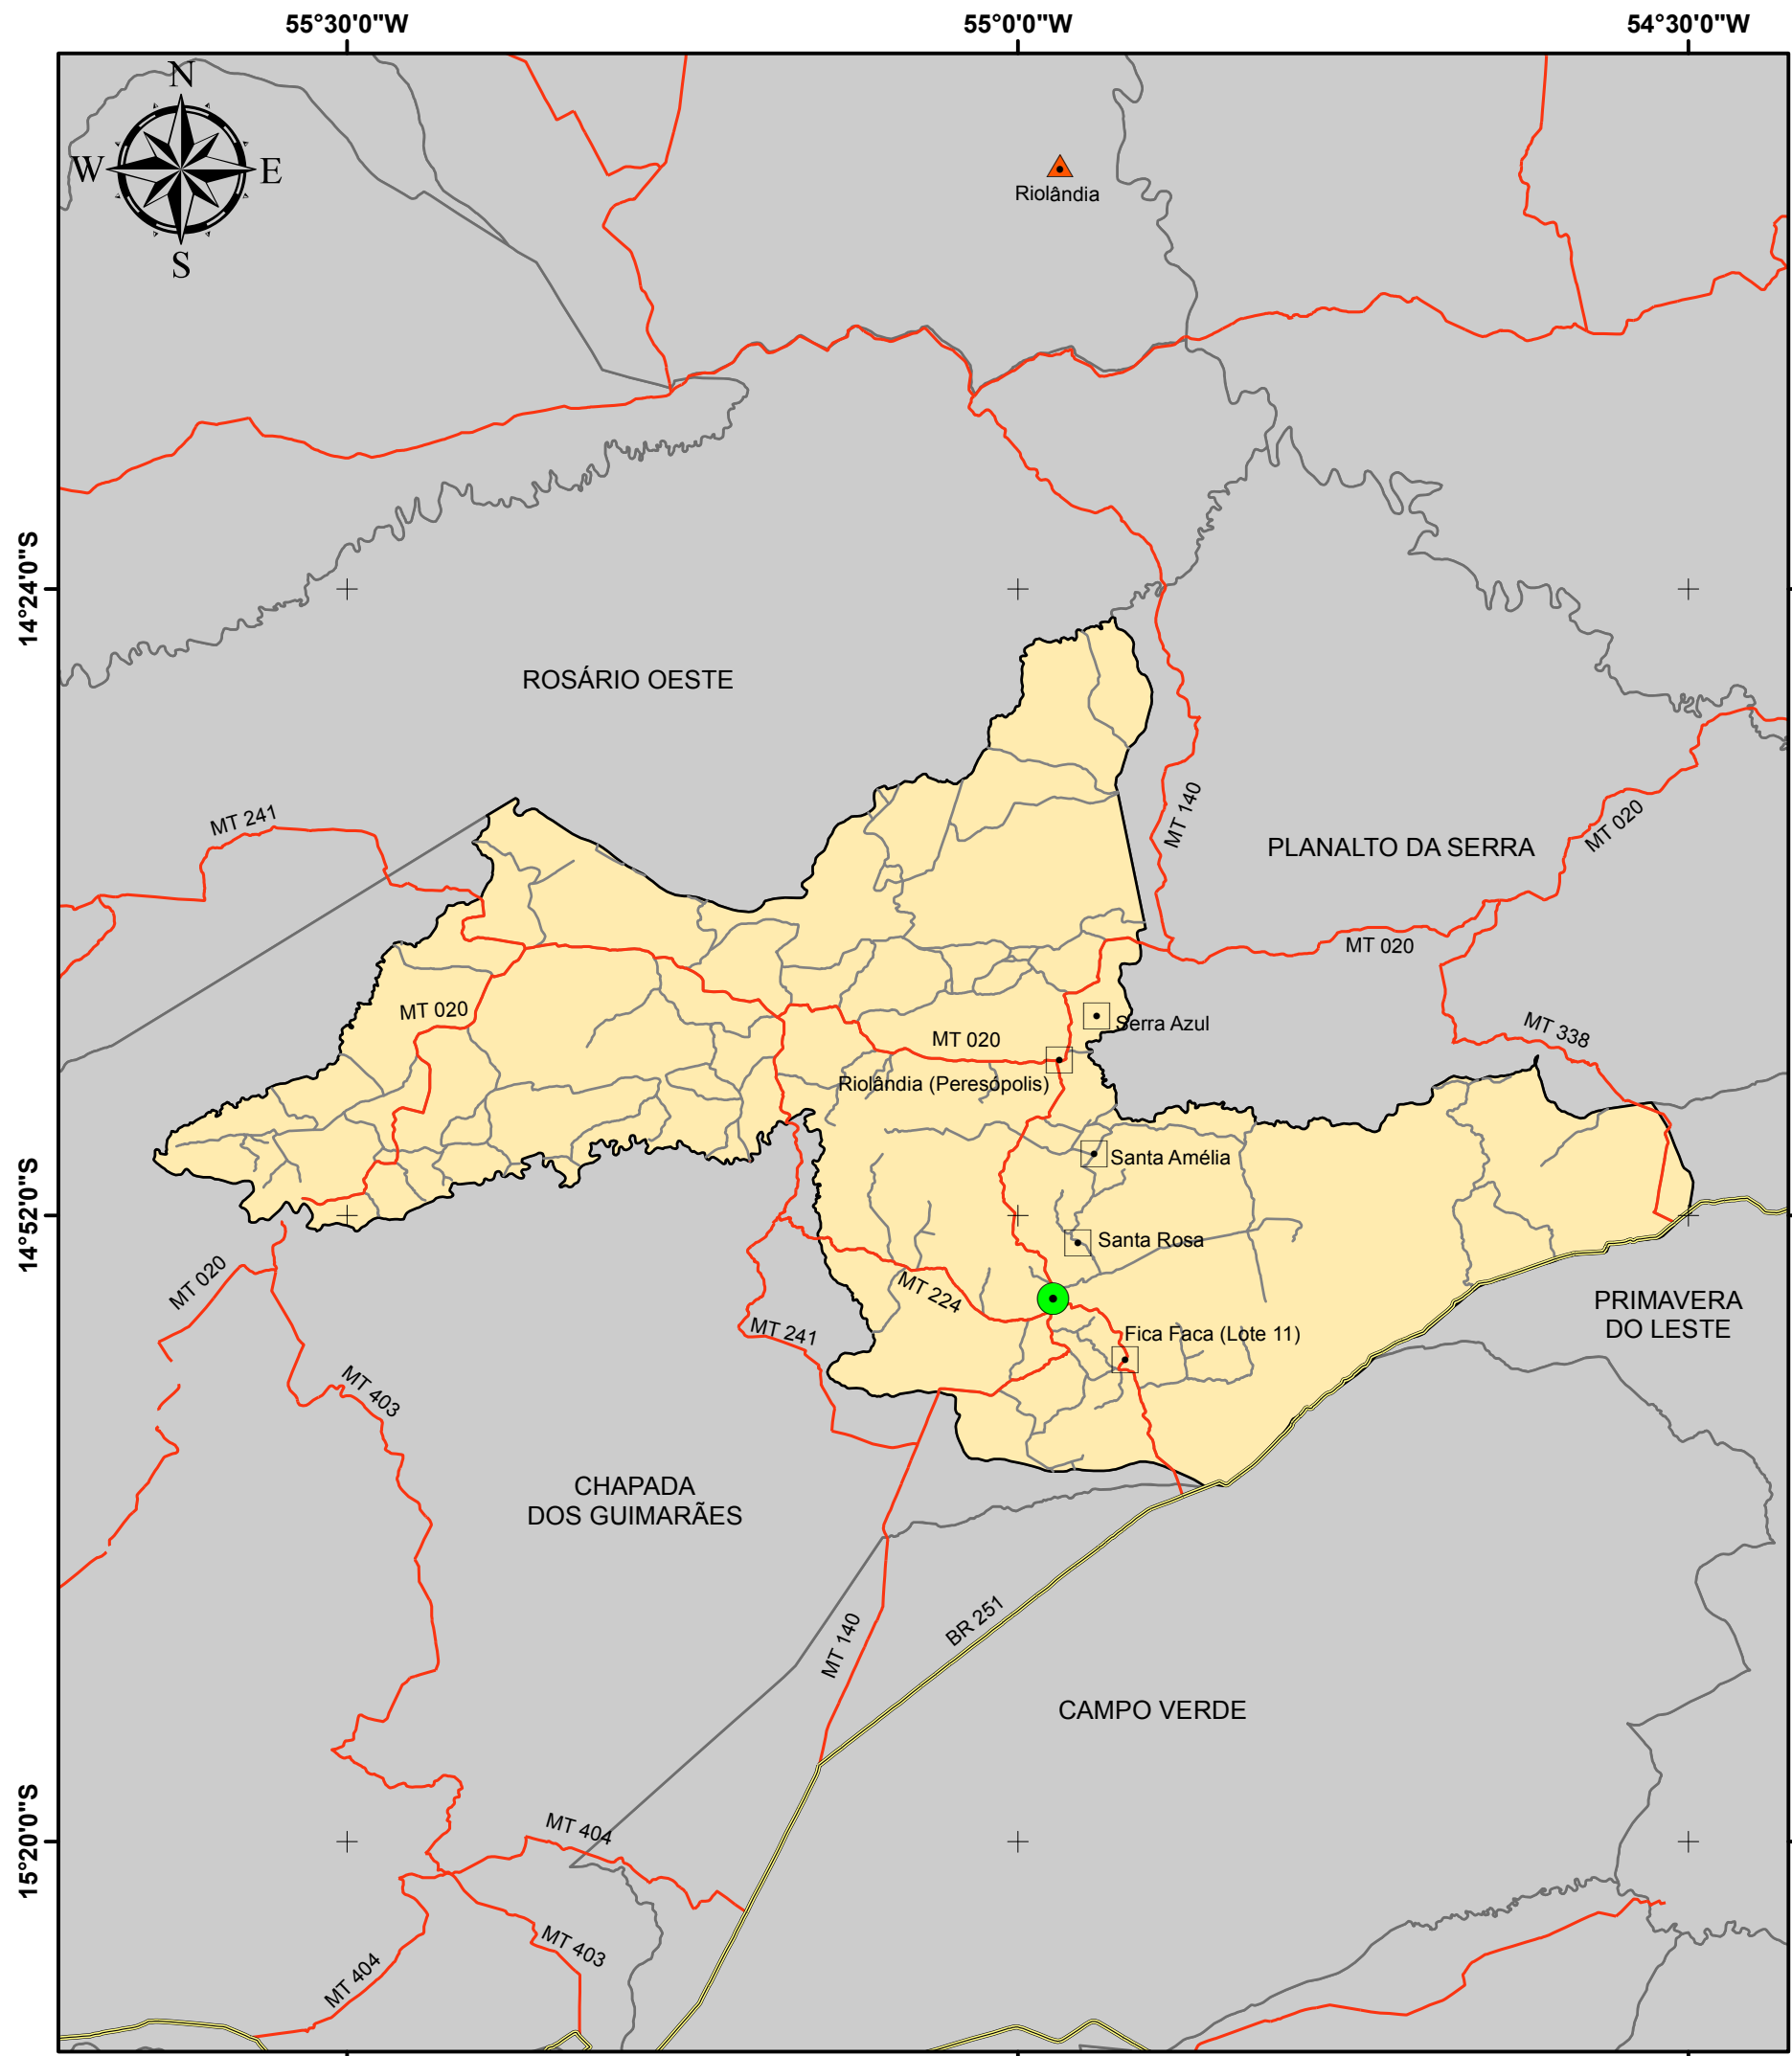 55°30'0"W
55°0'0"W
54°30'0"W
N
W
E
S
Riolândia
14°24'0"S
ROSÁRIO OESTE
MT 241
MT 140
PLANALTO DA SERRA
MT 020
MT 020
MT 020
MT 020
Serra Azul
MT 338
Riolândia (Peresópolis)
Santa Amélia
14°52'0"S
Santa Rosa
MT 020
MT 224
PRIMAVERA
DO LESTE
MT 241
Fica Faca (Lote 11)
MT 403
CHAPADA
DOS GUIMARÃES
BR 251
MT 140
CAMPO VERDE
15°20'0"S
MT 404
MT 403
MT 404